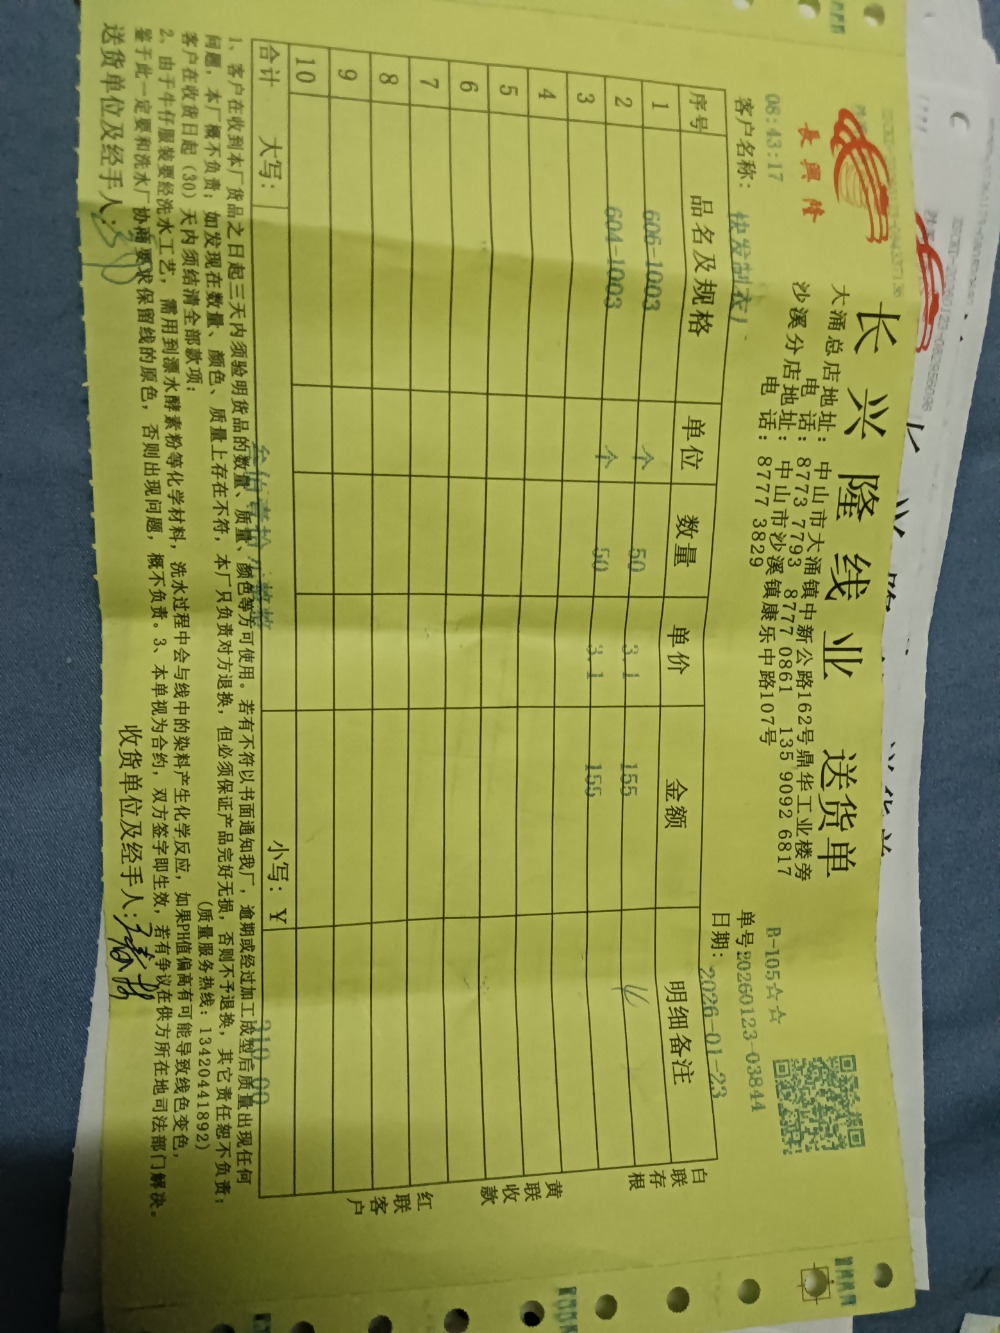 长兴隆线业 送货单
長興隆
大涌总店地址：中山市大涌镇中新公路162号鼎华工业楼旁
电话：8773 7793 8777 0861 135 9092 6817
沙溪分店地址：中山市沙溪镇康乐中路107号
电话：8777 3829
B-105☆☆
08:43:17
单号 20260123-03844
客户名称：快发制衣厂
日期：2026-01-23
序号 品名及规格 单位 数量 单价 金额 明细备注
1 606-1003 个 50 3.1 155
2 604-1003 个 50 3.1 155
3
4
5
6
7
8
9
10
合计 大写：叁佰壹拾元整 小写：¥ 310.00
白联存根
黄联收款
红联客户
1、客户在收到本厂货品之日起三天内须验明货品的数量、质量、颜色等方可使用。若有不符以书面通知我厂，逾期或经过加工成型后质量出现任何
问题，本厂概不负责；如发现在数量、颜色、质量上存在不符，本厂只负责对方退换，但必须保证产品完好无损，否则不予退换，其它责任恕不负责；
客户在收货日起（30）天内须结清全部款项；
（质量服务热线：13420441892）
2、由于牛仔服装要经洗水工艺，需用到漂水酵素粉等化学材料，洗水过程中会与线中的染料产生化学反应，如果PH值偏高有可能导致线色变色，
鉴于此一定要和洗水厂协商要求保留线的原色，否则出现问题，概不负责。3、本单视为合约，双方签字即生效，若有争议在供方所在地司法部门解决。
送货单位及经手人：
收货单位及经手人：